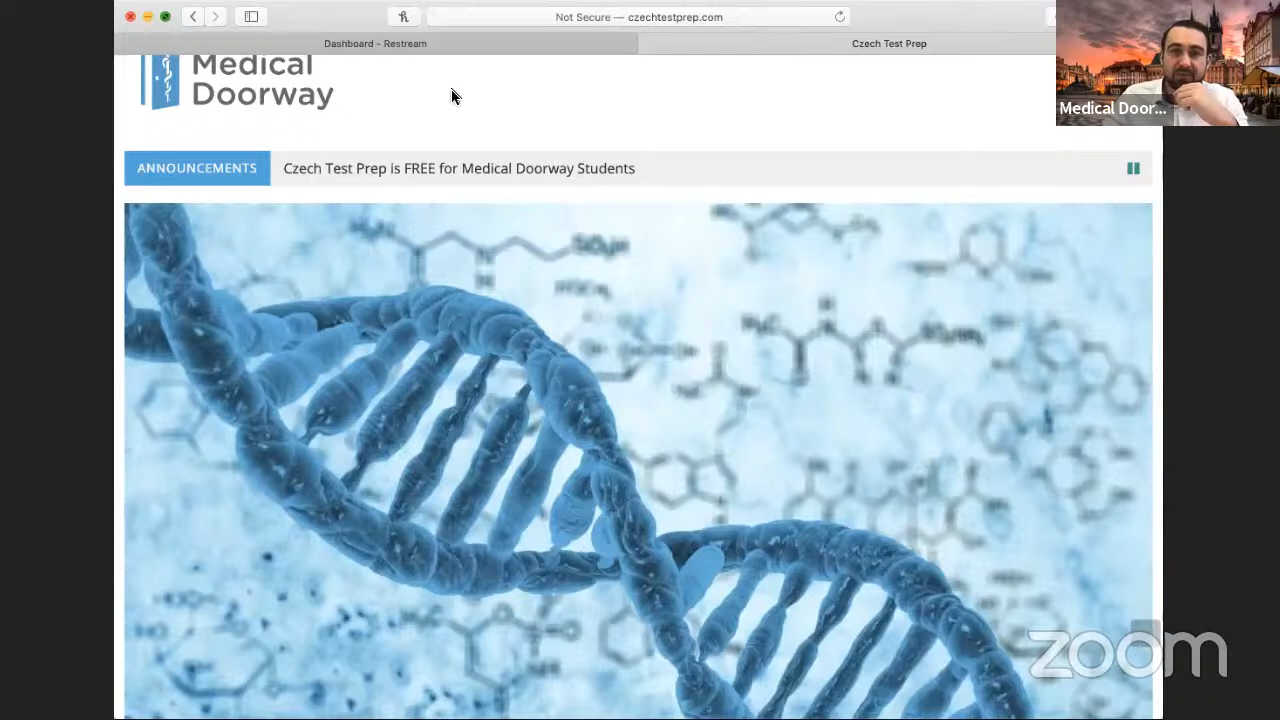 Not Secure — czechtestprep.com
Dashboard - Restream
Czech Test Prep
Medical
Doorway
Medical Door...
ANNOUNCEMENTS
Czech Test Prep is FREE for Medical Doorway Students
zoom